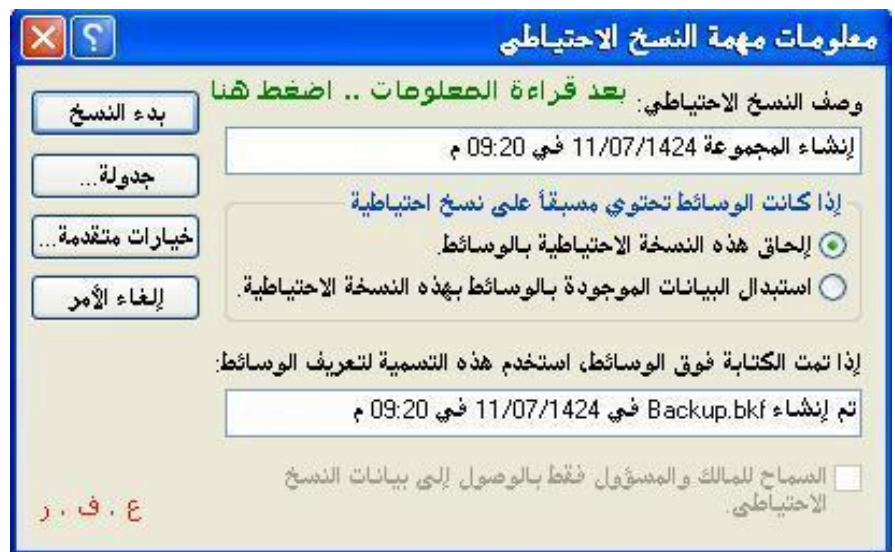 معلومات مهمة النسخ الاحتياطي
وصف النسخ الاحتياطي:
بعد قراءة المعلومات .. اضغط هنا
بدء النسخ
إنشاء المجموعة 11/07/1424 في 09:20 م
جدولة...
إذا كانت الوسائط تحتوي مسبقاً على نسخ احتياطية
إلحاق هذه النسخة الاحتياطية بالوسائط.
خيارات متقدمة...
استبدال البيانات الموجودة بالوسائط بهذه النسخة الاحتياطية.
إلغاء الأمر
إذا تمت الكتابة فوق الوسائط، استخدم هذه التسمية لتعريف الوسائط:
تم إنشاء Backup.bkf في 11/07/1424 في 09:20 م
السماح للمالك والمسؤول فقط بالوصول إلى بيانات النسخ
الاحتياطي.
ع . ف . ر